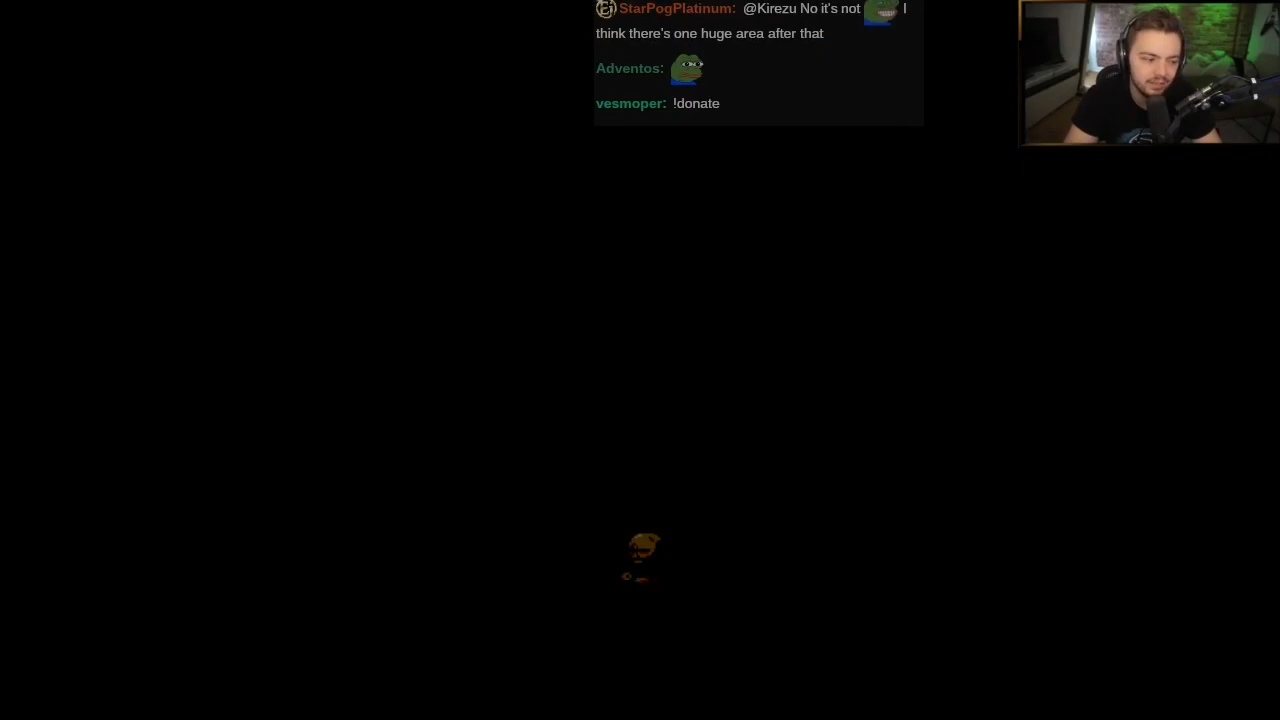 StarPogPlatinum: @Kirezu No it's not I
think there's one huge area after that
Adventos:
vesmoper: !donate